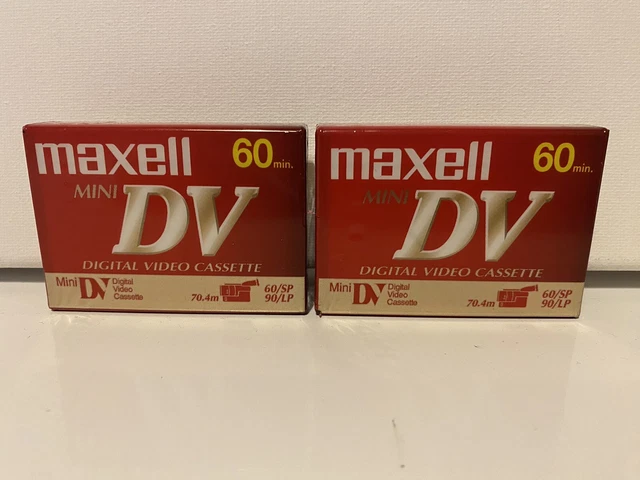 maxell 60 min.
MINI DV
DIGITAL VIDEO CASSETTE
Mini DV Digital Video Cassette 70.4m 60/SP 90/LP
maxell 60 min.
MINI DV
DIGITAL VIDEO CASSETTE
Mini DV Digital Video Cassette 70.4m 60/SP 90/LP